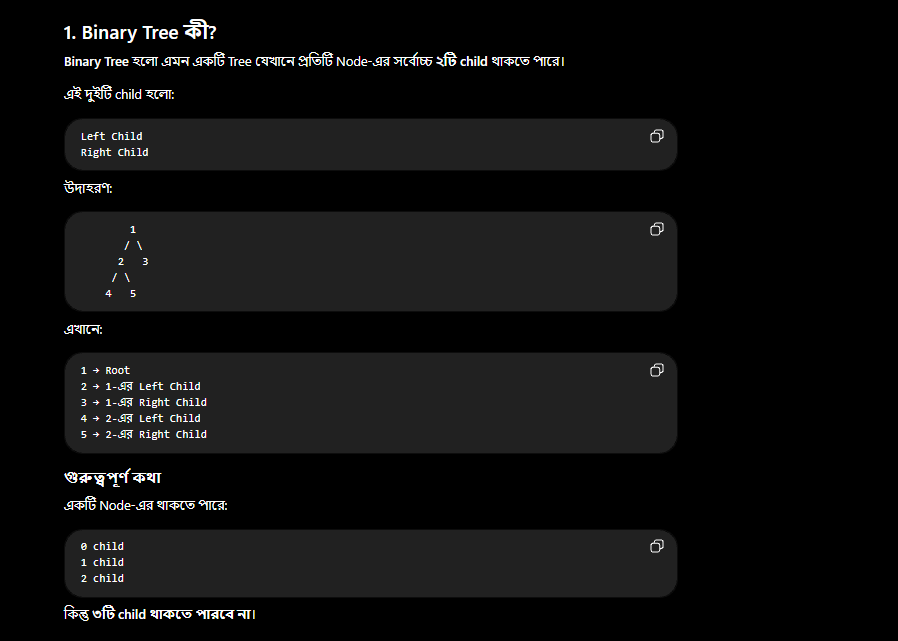 1. Binary Tree কী?
Binary Tree হলো এমন একটি Tree যেখানে প্রতিটি Node-এর সর্বোচ্চ ২টি child থাকতে পারে।
এই দুইটি child হলো:
Left Child
Right Child
উদাহরণ:
1
/ \
2 3
/ \
4 5
এখানে:
1 → Root
2 → 1-এর Left Child
3 → 1-এর Right Child
4 → 2-এর Left Child
5 → 2-এর Right Child
গুরুত্বপূর্ণ কথা
একটি Node-এর থাকতে পারে:
0 child
1 child
2 child
কিন্তু ৩টি child থাকতে পারবে না।